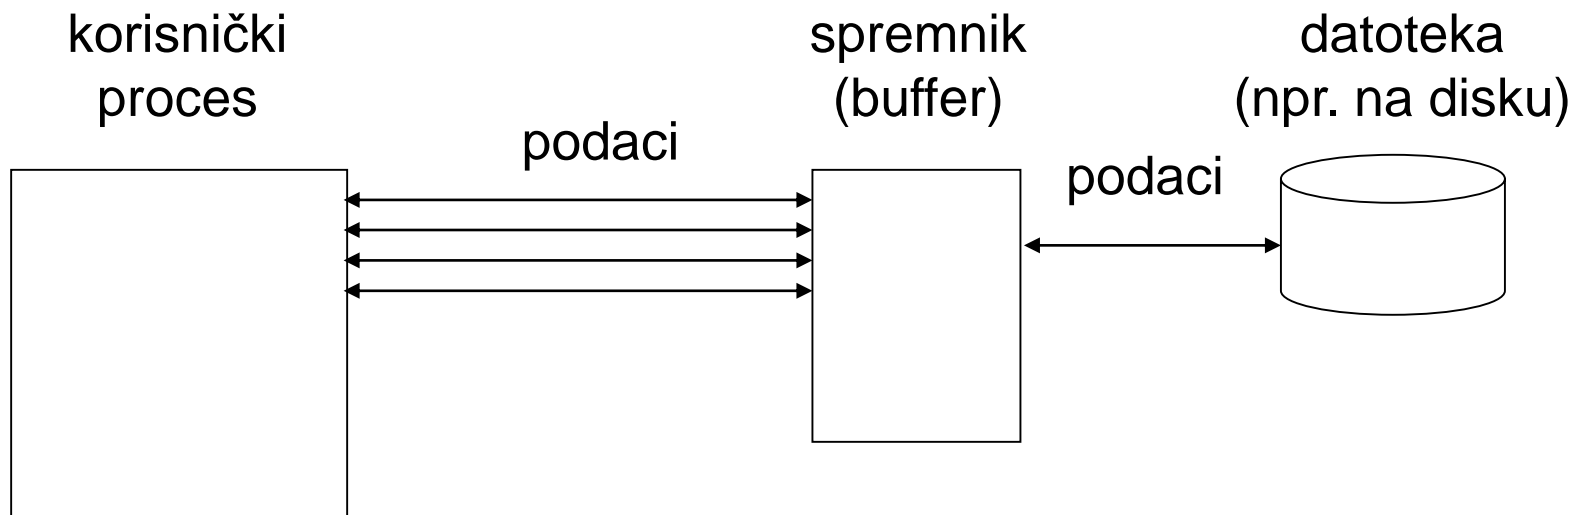 korisnički
proces
spremnik
(buffer)
datoteka
(npr. na disku)
podaci
podaci